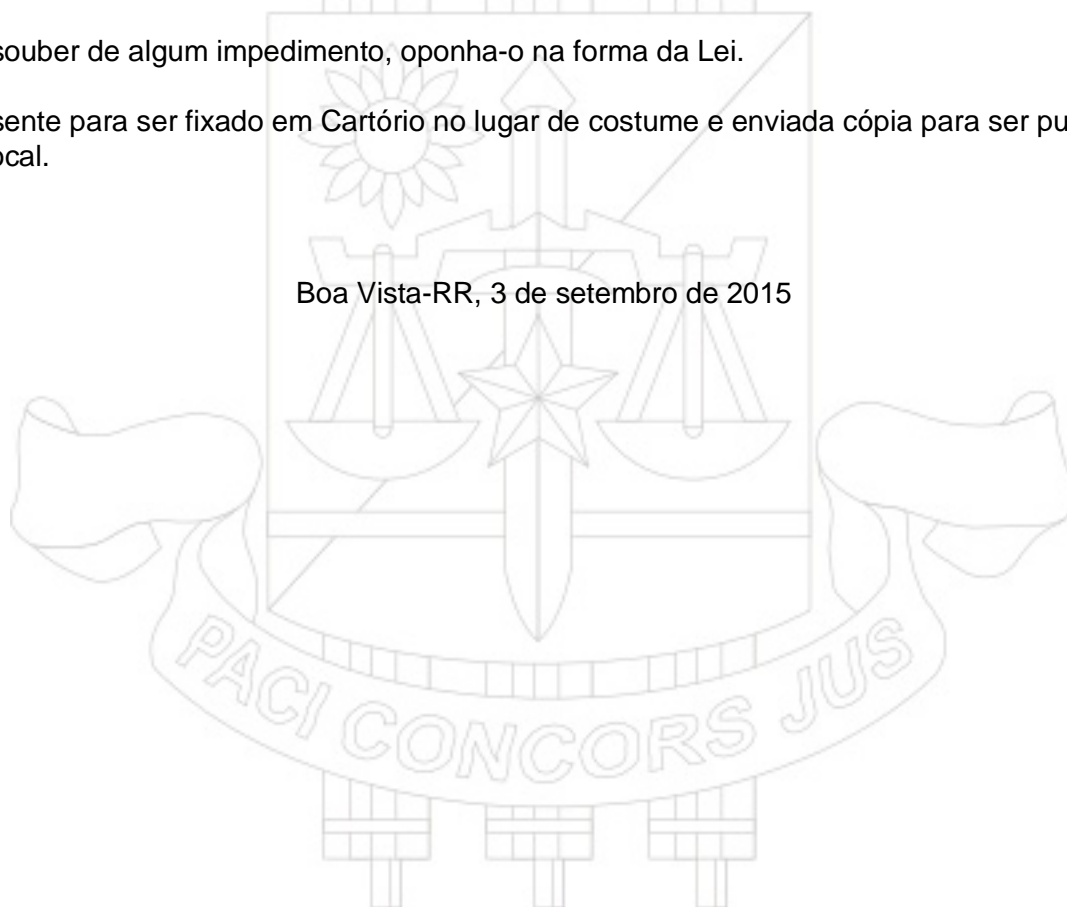 souber de algum impedimento, oponha-o na forma da Lei.
sente para ser fixado em Cartório no lugar de costume e enviada cópia para ser pu
ocal.
Boa Vista-RR, 3 de setembro de 2015
PACI CONCORS JUS